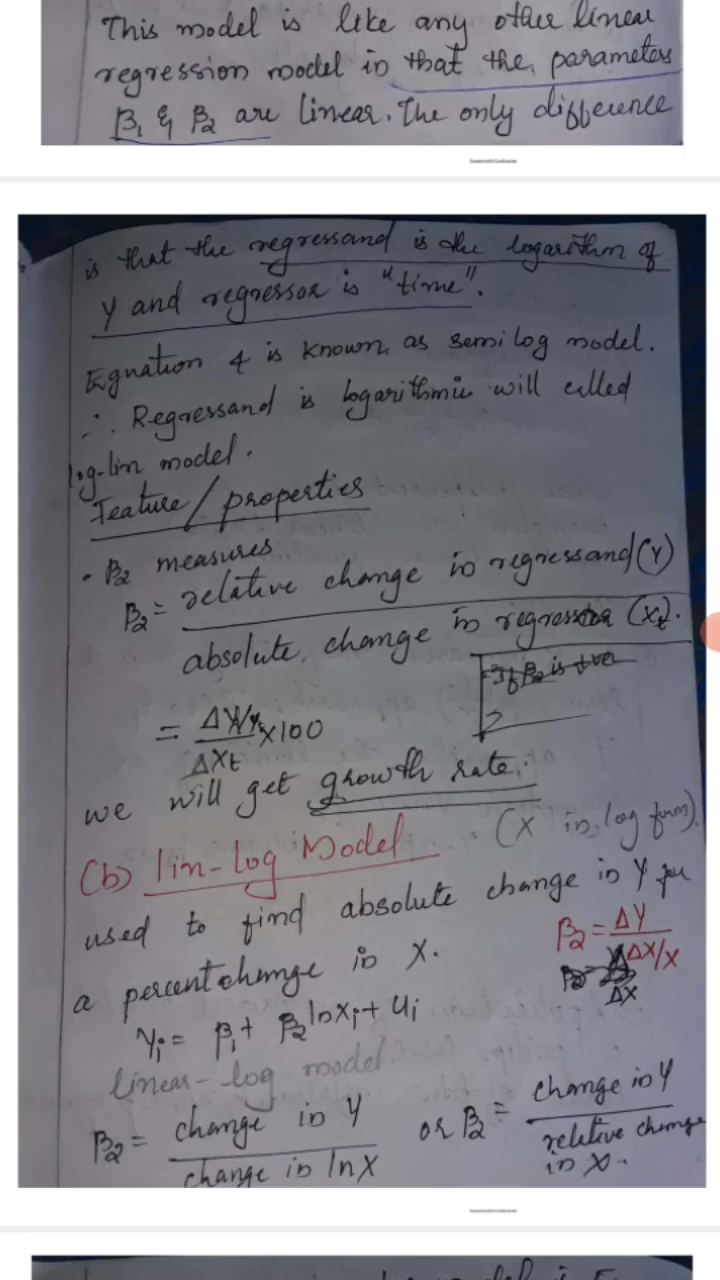 This model is like any other linear
regression model in that the parameters
β₁ & β₂ are linear. The only difference
is that the regressand is the logarithm of
Y and regressor is "time".
Equation 4 is known as semi log model.
∴ Regressand is logarithmic will called
log-lin model.
Feature/properties
• β₂ measures
β₂ = relative change in regressand (Y)
absolute change in regressor (Xt).
If β₂ is +ve
= ΔY/Y × 100
ΔXt
we will get growth rate.
(b) lin-log Model (X in log form).
used to find absolute change in Y for
a percent change in X.
β₂ = ΔY
ΔX/X
ΔX
Yi = β₁ + β₂ lnXi + Ui
linear-log model
β₂ = change in Y or β₂ = change in Y
change in lnX relative change
in X.